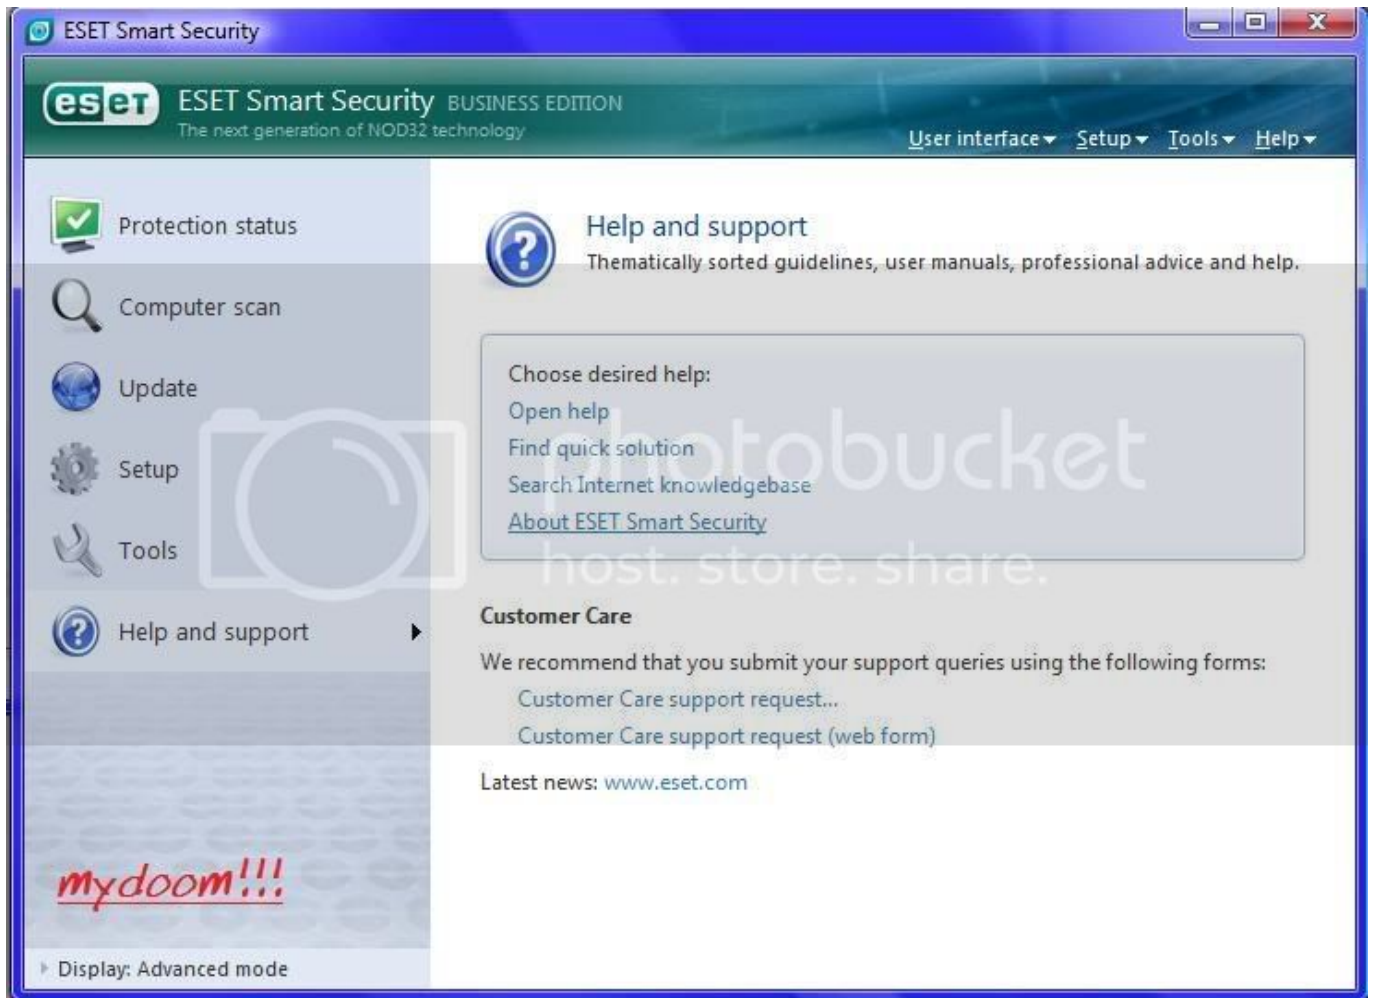 ESET Smart Security
eset ESET Smart Security BUSINESS EDITION
The next generation of NOD32 technology
User interface Setup Tools Help
Protection status
Computer scan
Update
Setup
Tools
Help and support
mydoom!!!
Display: Advanced mode
Help and support
Thematically sorted guidelines, user manuals, professional advice and help.
Choose desired help:
Open help
Find quick solution
Search Internet knowledgebase
About ESET Smart Security
Customer Care
We recommend that you submit your support queries using the following forms:
Customer Care support request...
Customer Care support request (web form)
Latest news: www.eset.com
photobucket
host. store. share.